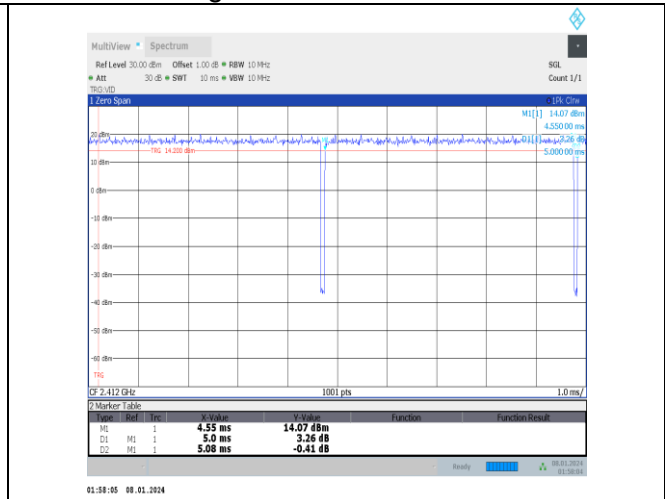 MultiView Spectrum
Ref Level 30.00 dBm Offset 1.00 dB RBW 10 MHz SGL
Att 30 dB SWT 10 ms VBW 10 MHz Count 1/1
TRG:VID
1 Zero Span 1Pk Clrw
M1[1] 14.07 dBm
4.55000 ms
20 dBm
D1[1] 3.26 dB
TRG 14.200 dBm 5.00000 ms
10 dBm
0 dBm
-10 dBm
-20 dBm
-30 dBm
-40 dBm
-50 dBm
-60 dBm
TRG
CF 2.412 GHz 1001 pts 1.0 ms/
2 Marker Table
Type Ref Trc X-Value Y-Value Function Function Result
M1 1 4.55 ms 14.07 dBm
D1 M1 1 5.0 ms 3.26 dB
D2 M1 1 5.08 ms -0.41 dB
Ready 08.01.2024
01:58:04
01:58:05 08.01.2024